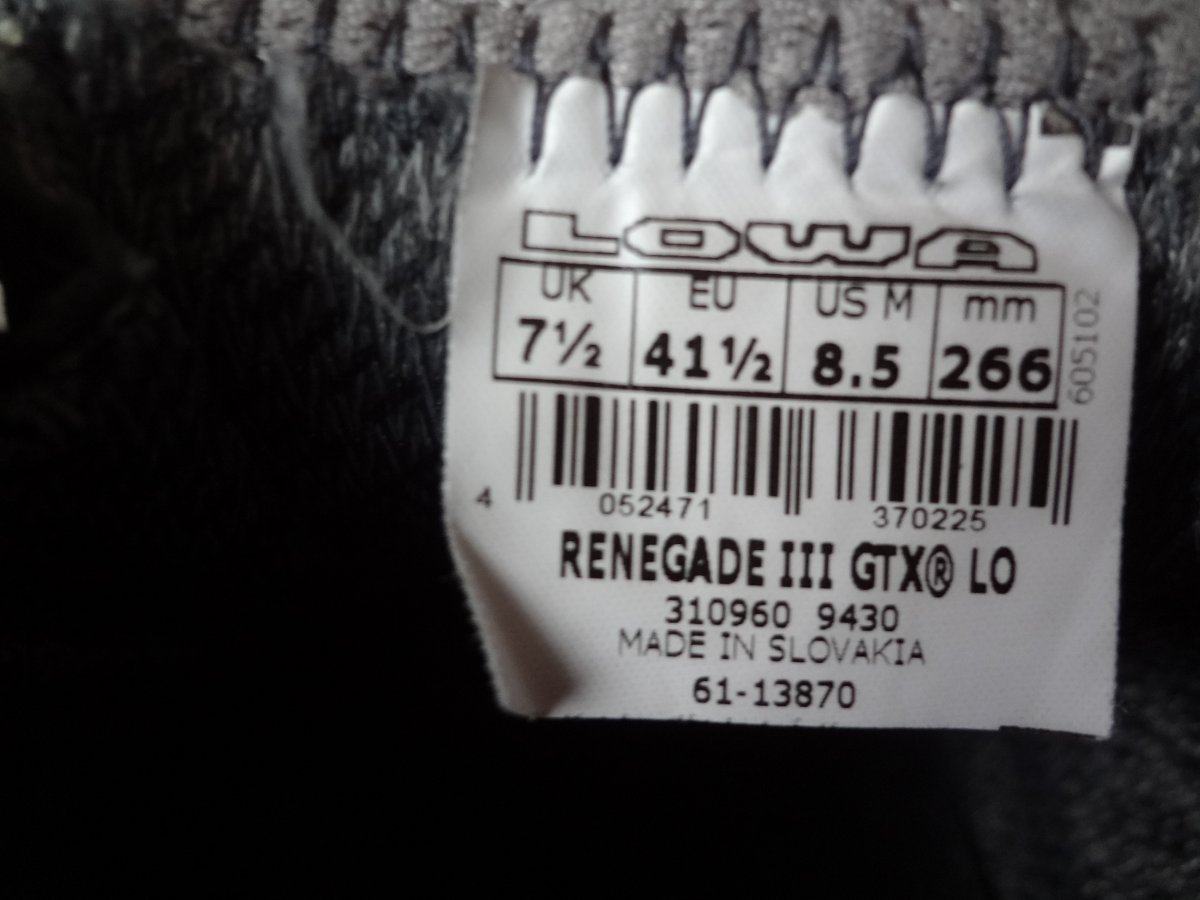 LOWA
UK EU US M mm
7½ 41½ 8.5 266
605102
4 052471 370225
RENEGADE III GTX® LO
310960 9430
MADE IN SLOVAKIA
61-13870